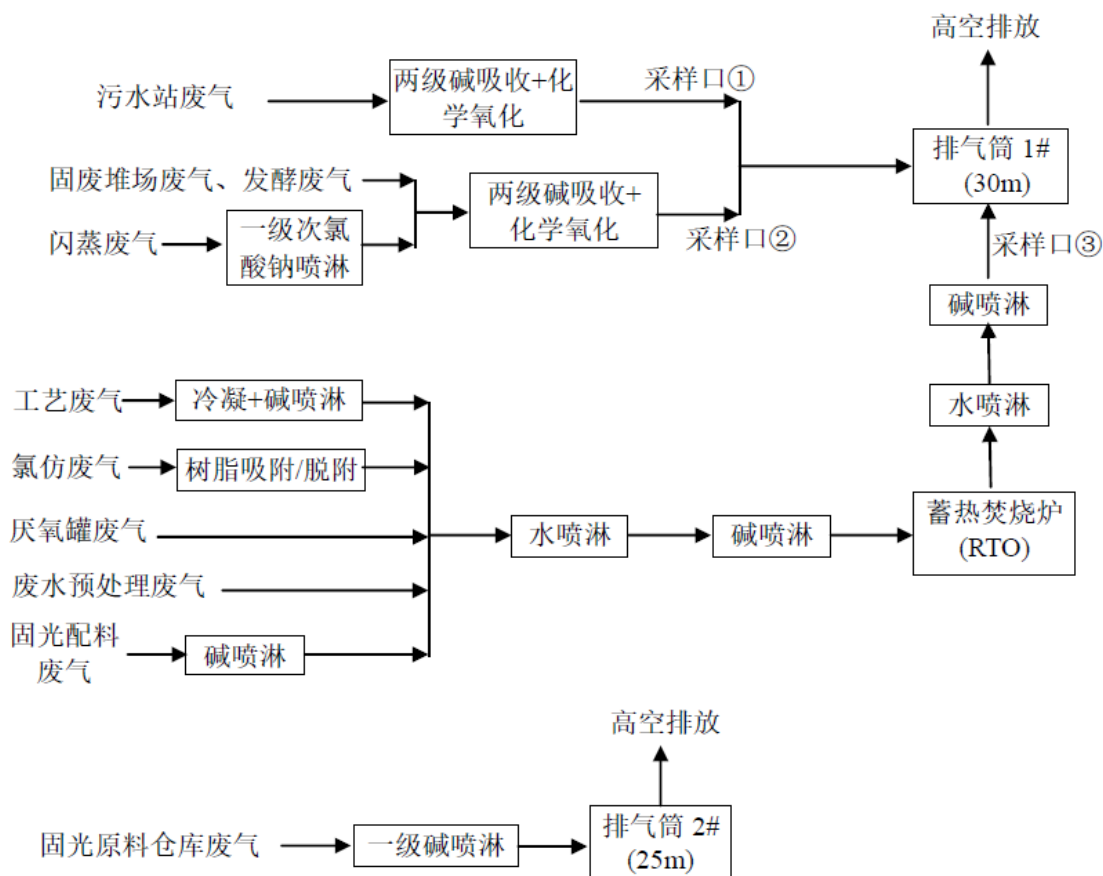 高空排放
污水站废气
两级碱吸收+化
学氧化
采样口①
排气筒 1#
(30m)
固废堆场废气、发酵废气
两级碱吸收+
化学氧化
采样口②
闪蒸废气
一级次氯
酸钠喷淋
采样口③
碱喷淋
水喷淋
工艺废气
冷凝+碱喷淋
氯仿废气
树脂吸附/脱附
厌氧罐废气
水喷淋
碱喷淋
蓄热焚烧炉
(RTO)
废水预处理废气
固光配料
废气
碱喷淋
高空排放
固光原料仓库废气
一级碱喷淋
排气筒 2#
(25m)